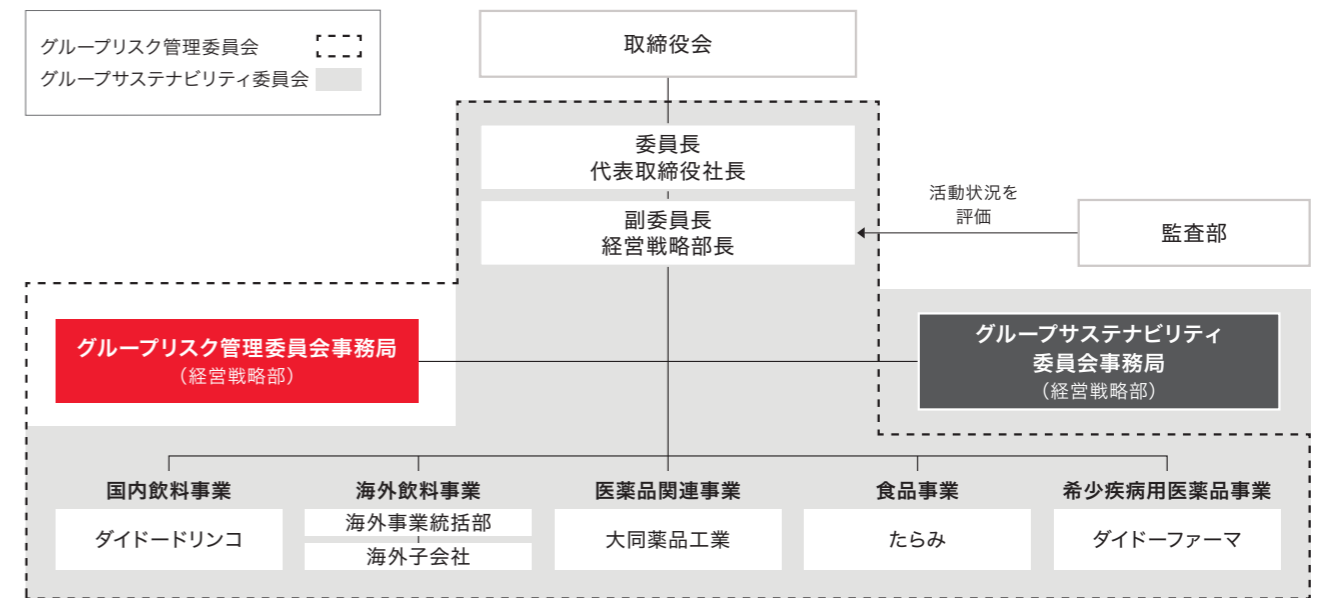 グループリスク管理委員会
グループサステナビリティ委員会
取締役会
委員長
代表取締役社長
副委員長
経営戦略部長
活動状況を
評価
監査部
グループリスク管理委員会事務局
（経営戦略部）
グループサステナビリティ
委員会事務局
（経営戦略部）
国内飲料事業
ダイドードリンコ
海外飲料事業
海外事業統括部
海外子会社
医薬品関連事業
大同薬品工業
食品事業
たらみ
希少疾病用医薬品事業
ダイドーファーマ